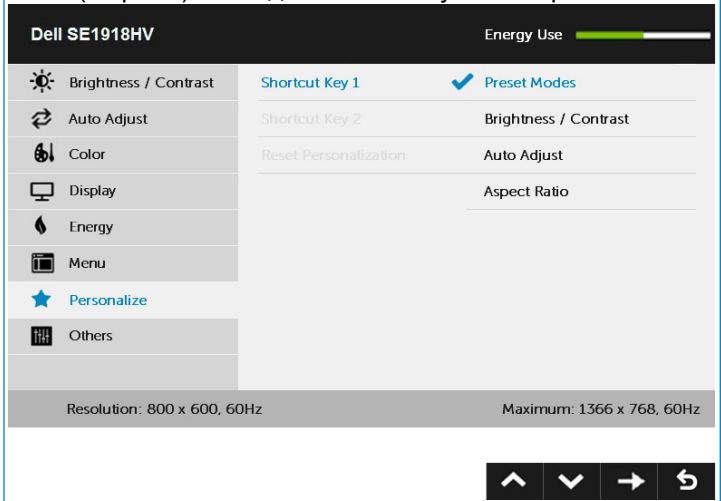 Dell SE1918HV
Energy Use
Brightness / Contrast
Shortcut Key 1
Preset Modes
Auto Adjust
Shortcut Key 2
Brightness / Contrast
Color
Reset Personalization
Auto Adjust
Display
Aspect Ratio
Energy
Menu
Personalize
Others
Resolution: 800 x 600, 60Hz
Maximum: 1366 x 768, 60Hz